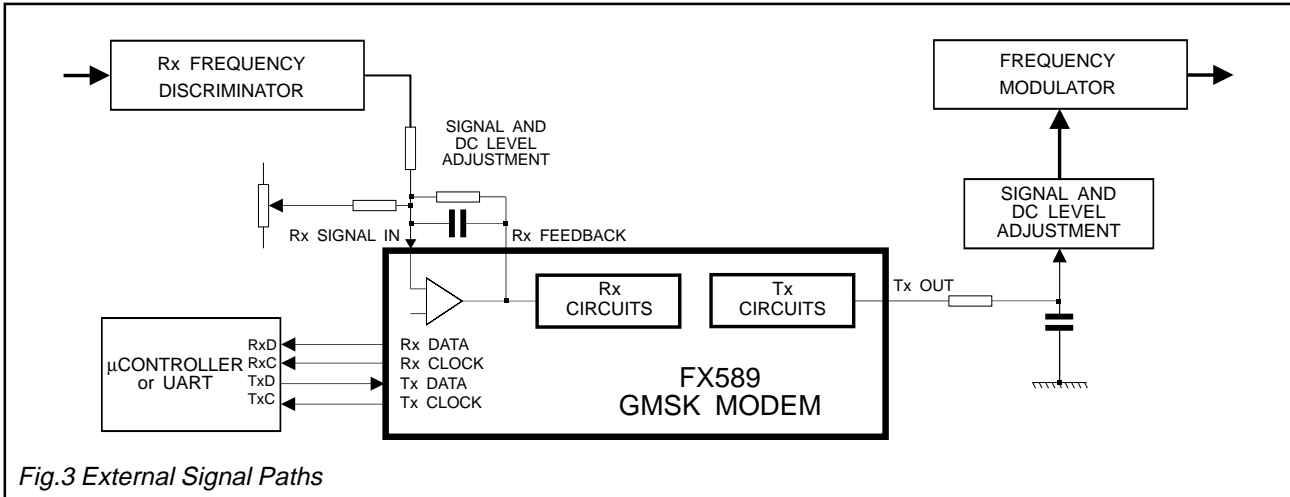 Rx FREQUENCY
DISCRIMINATOR
FREQUENCY
MODULATOR
SIGNAL AND
DC LEVEL
ADJUSTMENT
SIGNAL AND
DC LEVEL
ADJUSTMENT
Rx SIGNAL IN
Rx FEEDBACK
Rx
CIRCUITS
Tx
CIRCUITS
Tx OUT
µCONTROLLER
or UART
RxD
RxC
TxD
TxC
Rx DATA
Rx CLOCK
Tx DATA
Tx CLOCK
FX589
GMSK MODEM
Fig.3 External Signal Paths